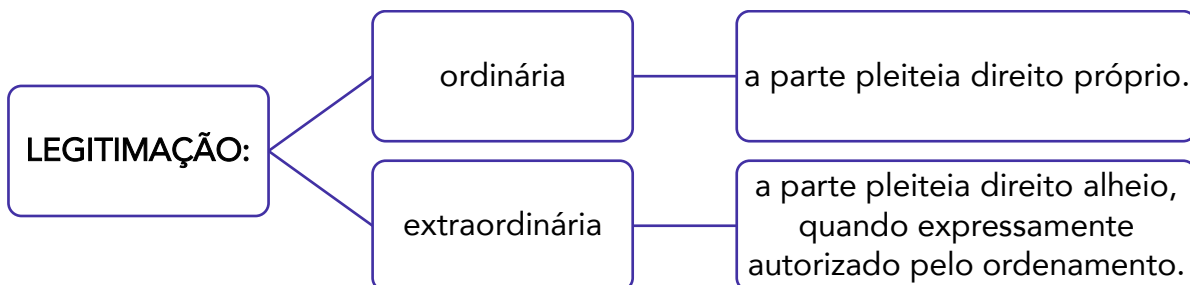 LEGITIMAÇÃO:
ordinária
a parte pleiteia direito próprio.
extraordinária
a parte pleiteia direito alheio,
quando expressamente
autorizado pelo ordenamento.